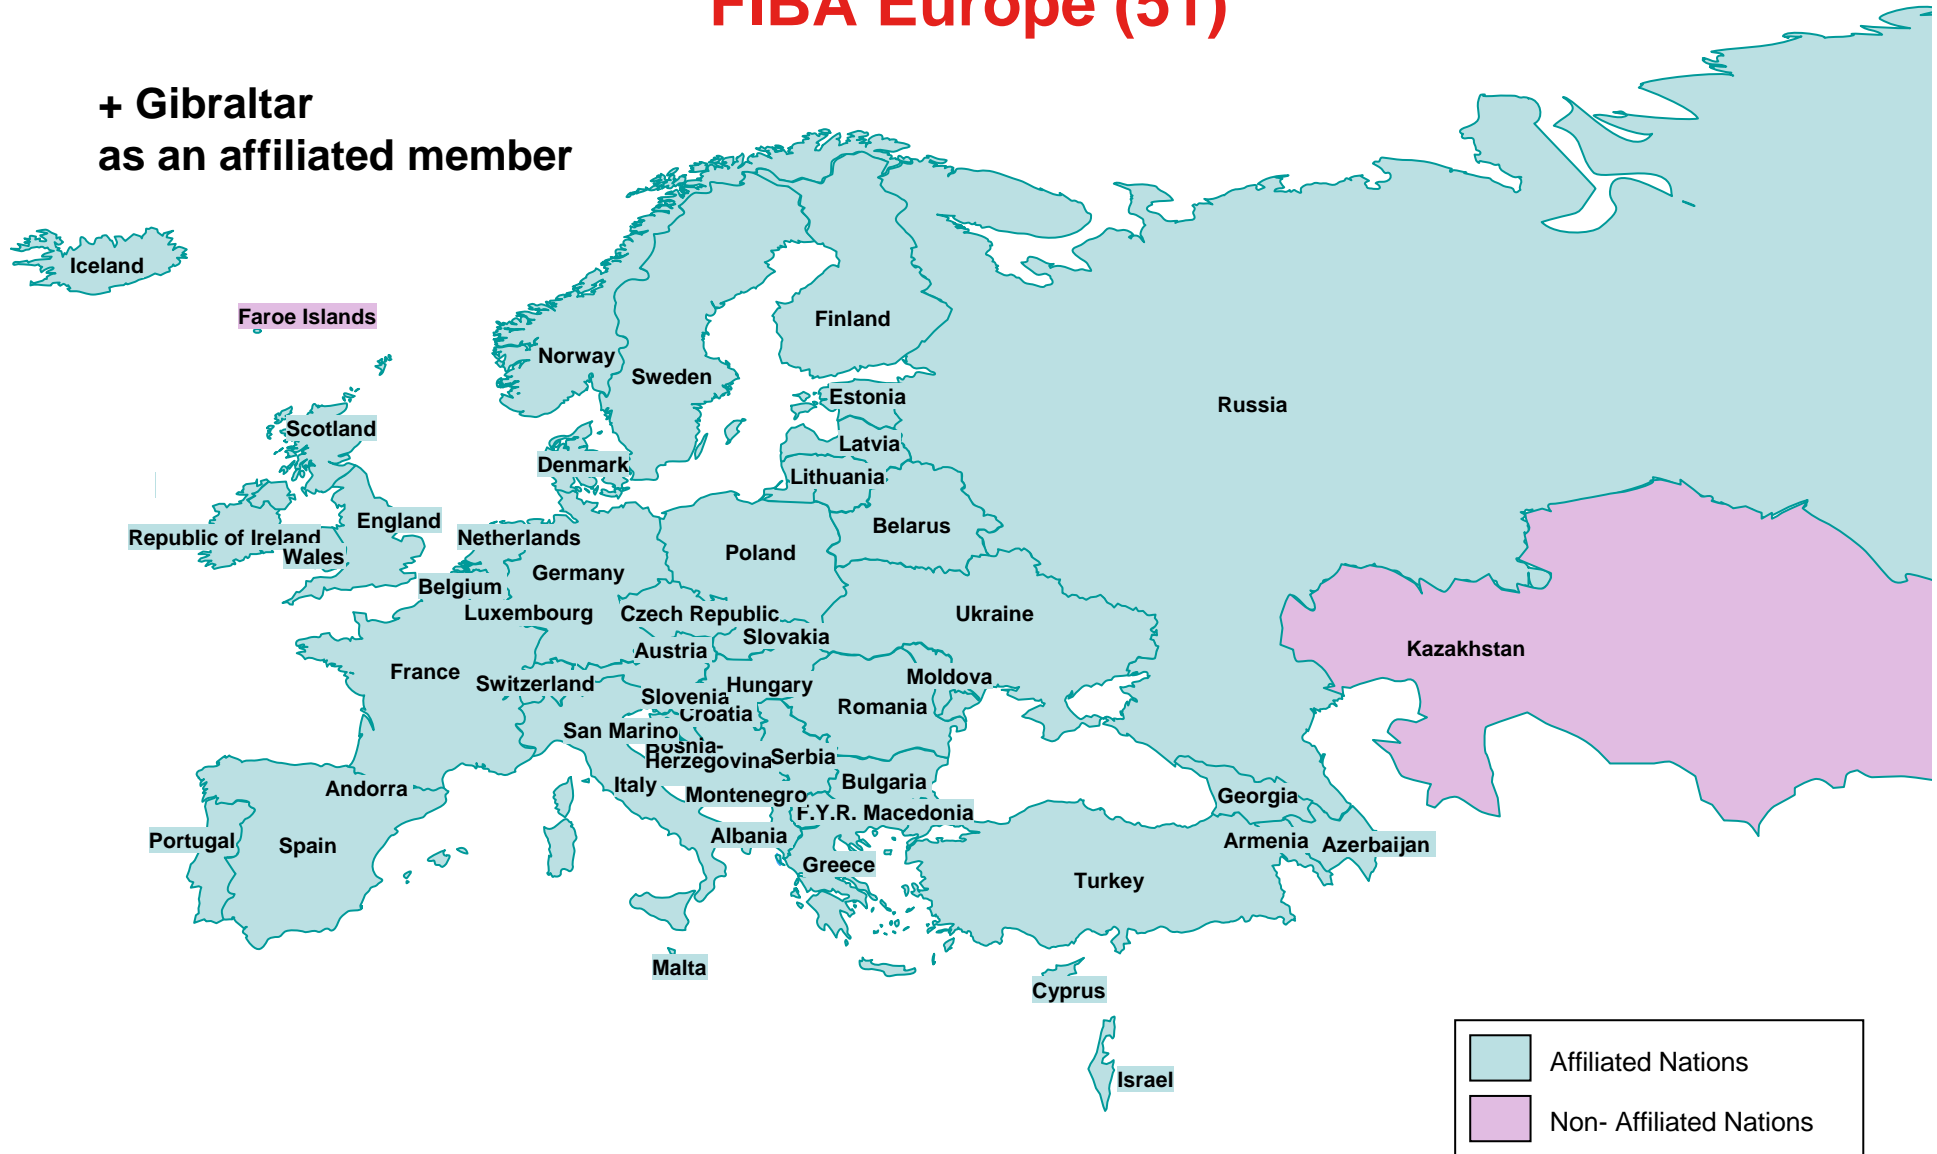 FIBA Europe (51)
+ Gibraltar
as an affiliated member
Iceland
Faroe Islands
Finland
Norway
Sweden
Estonia
Russia
Scotland
Latvia
Denmark
Lithuania
England
Belarus
Republic of Ireland
Netherlands
Wales
Poland
Germany
Belgium
Luxembourg
Czech Republic
Ukraine
Slovakia
Austria
Kazakhstan
France
Switzerland
Hungary
Moldova
Slovenia
Romania
Croatia
San Marino
Bosnia-
Herzegovina
Serbia
Italy
Bulgaria
Andorra
Montenegro
Georgia
F.Y.R. Macedonia
Portugal
Albania
Armenia
Azerbaijan
Spain
Greece
Turkey
Malta
Cyprus
Israel
Affiliated Nations
Non- Affiliated Nations